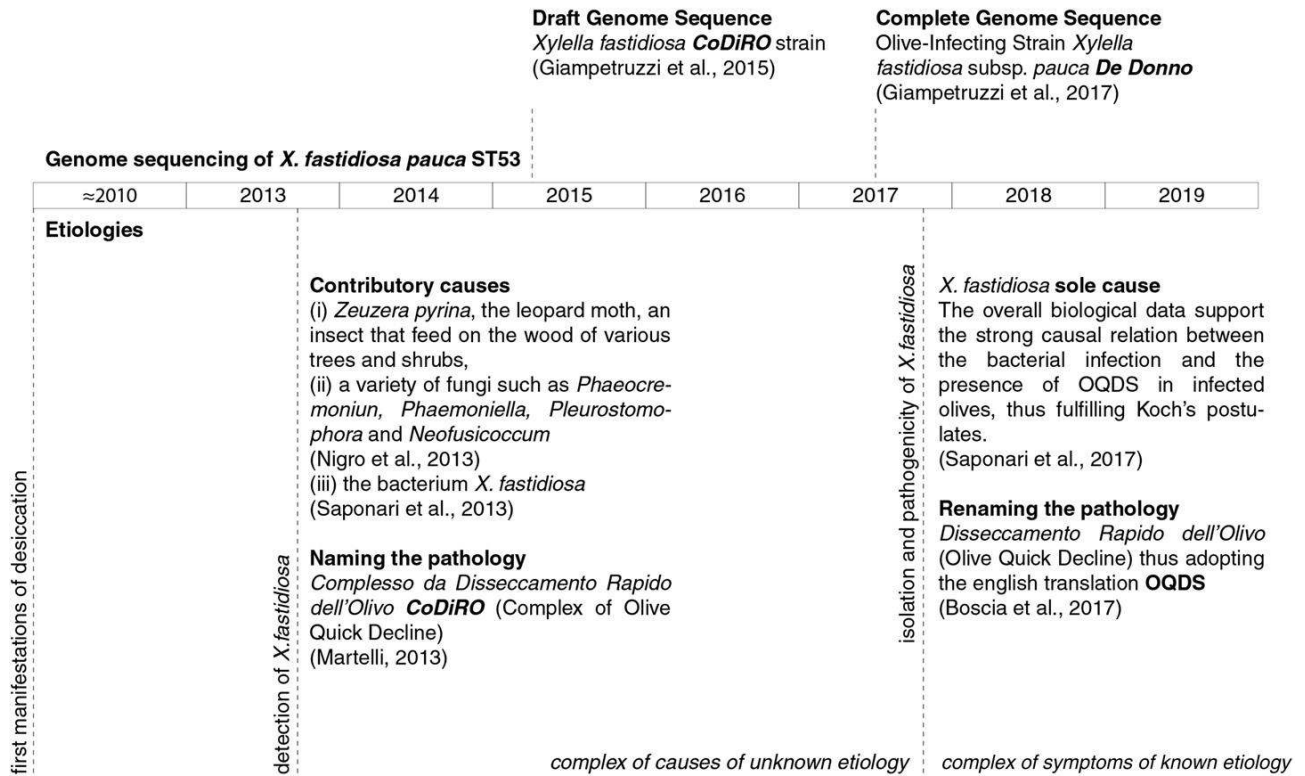 Draft Genome Sequence
Xylella fastidiosa CoDiRO strain
(Giampetruzzi et al., 2015)
Complete Genome Sequence
Olive-Infecting Strain Xylella
fastidiosa subsp. pauca De Donno
(Giampetruzzi et al., 2017)
Genome sequencing of X. fastidiosa pauca ST53
≈2010 2013 2014 2015 2016 2017 2018 2019
Etiologies
first manifestations of desiccation
detection of X.fastidiosa
Contributory causes
(i) Zeuzera pyrina, the leopard moth, an
insect that feed on the wood of various
trees and shrubs,
(ii) a variety of fungi such as Phaeocre-
moniun, Phaemoniella, Pleurostomo-
phora and Neofusicoccum
(Nigro et al., 2013)
(iii) the bacterium X. fastidiosa
(Saponari et al., 2013)
Naming the pathology
Complesso da Disseccamento Rapido
dell'Olivo CoDiRO (Complex of Olive
Quick Decline)
(Martelli, 2013)
isolation and pathogenicity of X.fastidiosa
X. fastidiosa sole cause
The overall biological data support
the strong causal relation between
the bacterial infection and the
presence of OQDS in infected
olives, thus fulfilling Koch's postu-
lates.
(Saponari et al., 2017)
Renaming the pathology
Disseccamento Rapido dell'Olivo
(Olive Quick Decline) thus adopting
the english translation OQDS
(Boscia et al., 2017)
complex of causes of unknown etiology
complex of symptoms of known etiology